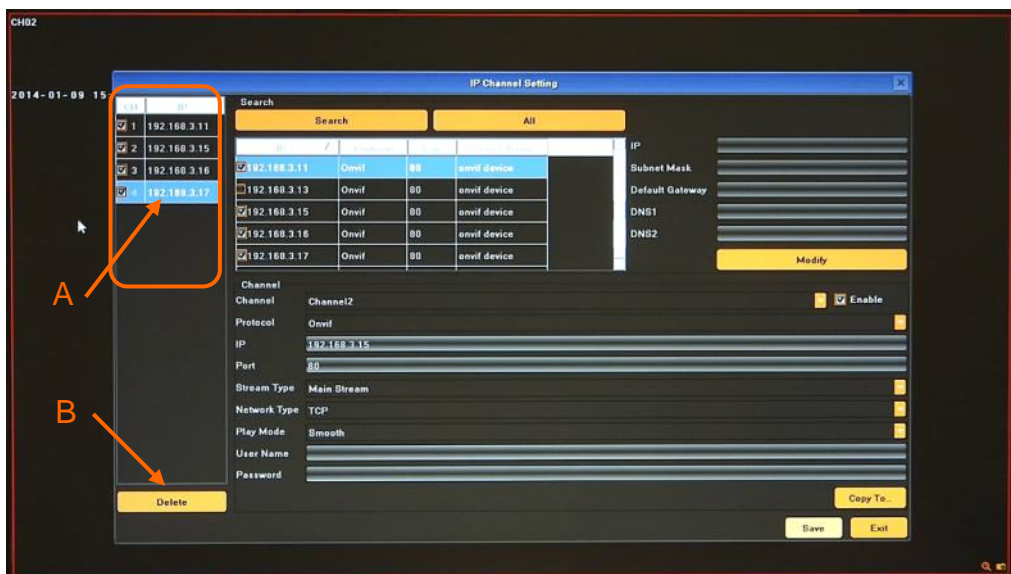 CH02
IP Channel Setting
2014-01-09 15:
CH IP
1 192.168.3.11
2 192.168.3.15
3 192.168.3.16
4 192.168.3.17
Search
Search All
IP /
192.168.3.11 Onvif 80 onvif device
192.168.3.13 Onvif 80 onvif device
192.168.3.15 Onvif 80 onvif device
192.168.3.16 Onvif 80 onvif device
192.168.3.17 Onvif 80 onvif device
IP
Subnet Mask
Default Gateway
DNS1
DNS2
Modify
A
B
Channel
Channel Channel2 Enable
Protocol Onvif
IP 192.168.3.15
Port 80
Stream Type Main Stream
Network Type TCP
Play Mode Smooth
User Name
Password
Delete
Copy To...
Save Exit